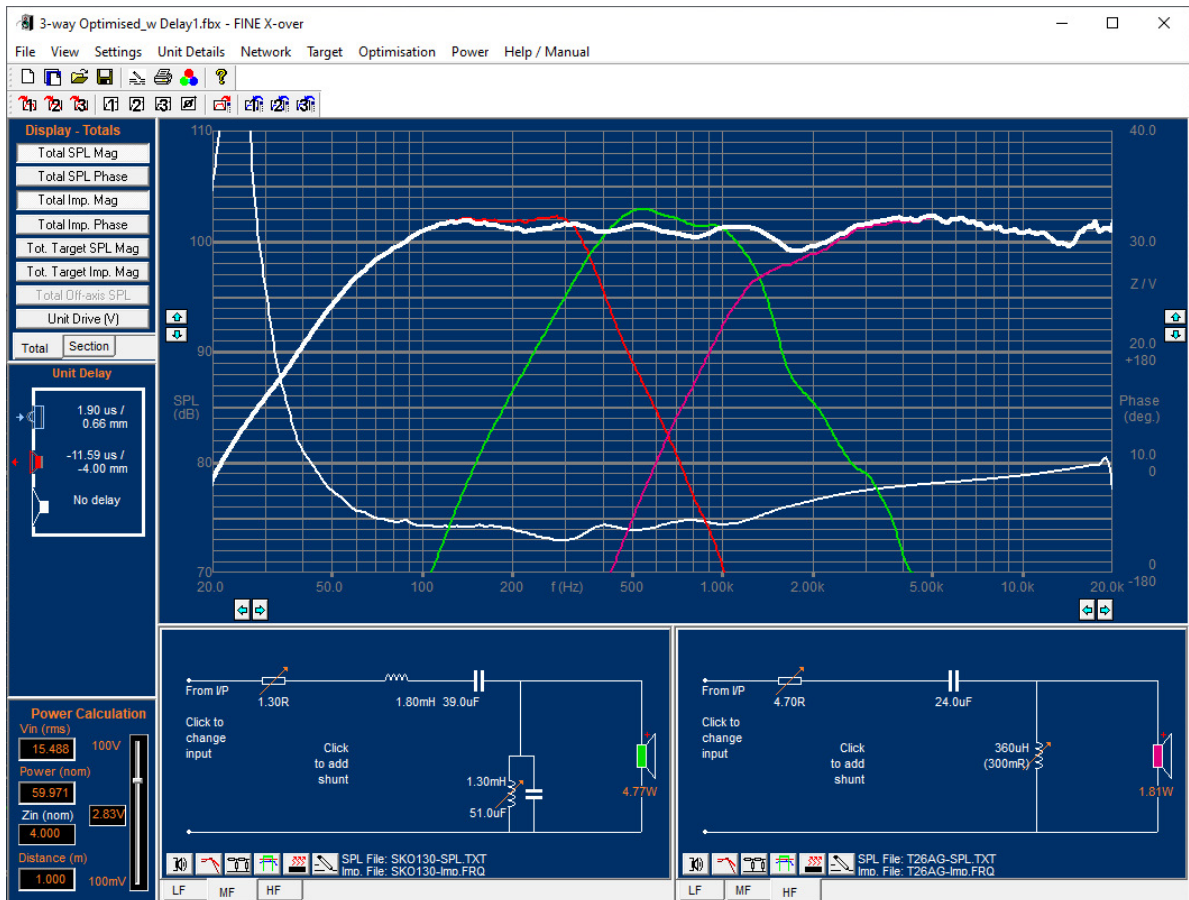 3-way Optimised_w Delay1.fbx - FINE X-over
File View Settings Unit Details Network Target Optimisation Power Help / Manual
Display - Totals
Total SPL Mag
Total SPL Phase
Total Imp. Mag
Total Imp. Phase
Tot. Target SPL Mag
Tot. Target Imp. Mag
Total Off-axis SPL
Unit Drive (V)
Total Section
Unit Delay
1.90 us /
0.66 mm
-11.59 us /
-4.00 mm
No delay
Power Calculation
Vin (rms)
15.488 100V
Power (nom)
59.971
Zin (nom) 2.83V
4.000
Distance (m)
1.000 100mV
110 40.0
100 30.0
Z / V
90 20.0
+180
SPL Phase
(dB) (deg.)
80 10.0
0
70 0
-180
20.0 50.0 100 200 f (Hz) 500 1.00k 2.00k 5.0k 10.0k 20.0k
From I/P
1.30R 1.80mH 39.0uF
Click to
change
input
Click
to add
shunt
1.30mH
51.0uF
4.77W
SPL File: SKO130-SPL.TXT
Imp. File: SKO130-Imp.FRQ
LF MF HF
From I/P
4.70R 24.0uF
Click to
change
input
Click
to add
shunt
360uH
(300mR)
1.81W
SPL File: T26AG-SPL.TXT
Imp. File: T26AG-Imp.FRQ
LF MF HF